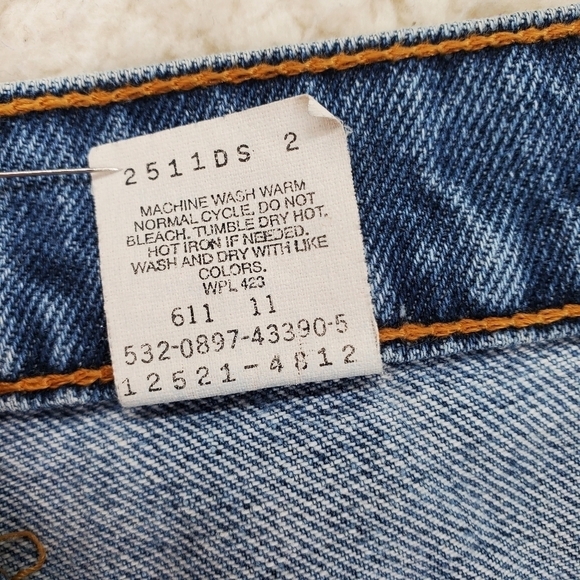 2511DS 2
MACHINE WASH WARM
NORMAL CYCLE. DO NOT
BLEACH. TUMBLE DRY HOT.
HOT IRON IF NEEDED.
WASH AND DRY WITH LIKE
COLORS.
WPL 423
611 11
532-0897-43390-5
12521-4812